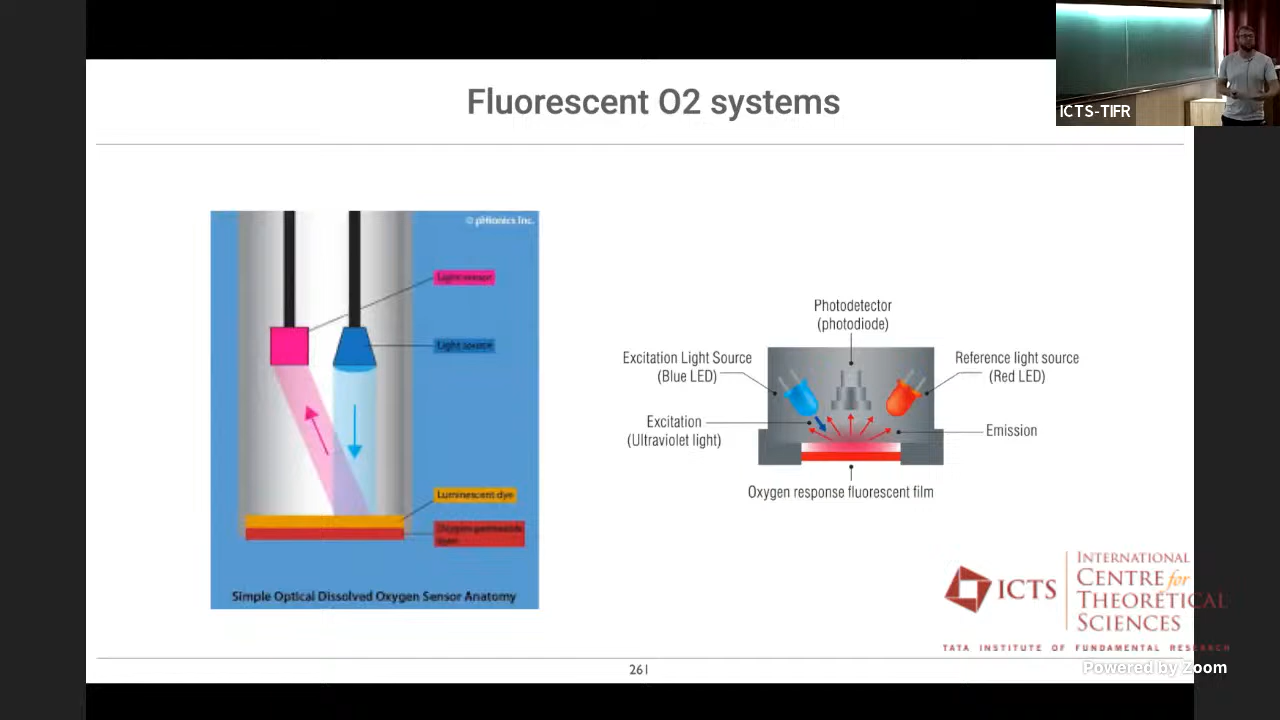 Fluorescent O2 systems
ICTS-TIFR
© pHionics Inc.
Light sensor
Light source
Luminescent dye
Simple Optical Dissolved Oxygen Sensor Anatomy
Photodetector
(photodiode)
Excitation Light Source
(Blue LED)
Reference light source
(Red LED)
Excitation
(Ultraviolet light)
Emission
Oxygen response fluorescent film
ICTS
INTERNATIONAL
CENTRE for
THEORETICAL
SCIENCES
TATA INSTITUTE OF FUNDAMENTAL RESEARCH
Powered by Zoom
261